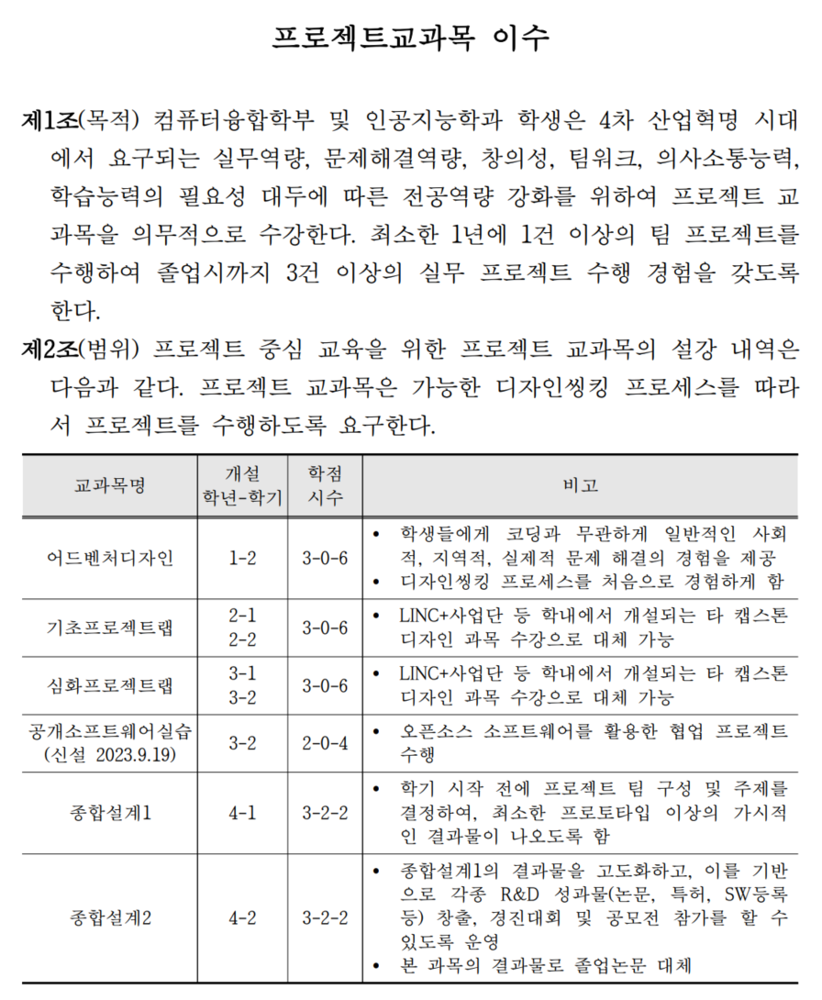 프로젝트교과목 이수
제1조(목적) 컴퓨터융합학부 및 인공지능학과 학생은 4차 산업혁명 시대
에서 요구되는 실무역량, 문제해결역량, 창의성, 팀워크, 의사소통능력,
학습능력의 필요성 대두에 따른 전공역량 강화를 위하여 프로젝트 교
과목을 의무적으로 수강한다. 최소한 1년에 1건 이상의 팀 프로젝트를
수행하여 졸업시까지 3건 이상의 실무 프로젝트 수행 경험을 갖도록
한다.
제2조(범위) 프로젝트 중심 교육을 위한 프로젝트 교과목의 설강 내역은
다음과 같다. 프로젝트 교과목은 가능한 디자인씽킹 프로세스를 따라
서 프로젝트를 수행하도록 요구한다.
교과목명
개설
학년-학기
학점
시수
비고
어드벤처디자인
1-2
3-0-6
• 학생들에게 코딩과 무관하게 일반적인 사회
적, 지역적, 실제적 문제 해결의 경험을 제공
• 디자인씽킹 프로세스를 처음으로 경험하게 함
기초프로젝트랩
2-1
2-2
3-0-6
• LINC+사업단 등 학내에서 개설되는 타 캡스톤
디자인 과목 수강으로 대체 가능
심화프로젝트랩
3-1
3-2
3-0-6
• LINC+사업단 등 학내에서 개설되는 타 캡스톤
디자인 과목 수강으로 대체 가능
공개소프트웨어실습
(신설 2023.9.19)
3-2
2-0-4
• 오픈소스 소프트웨어를 활용한 협업 프로젝트
수행
종합설계1
4-1
3-2-2
• 학기 시작 전에 프로젝트 팀 구성 및 주제를
결정하여, 최소한 프로토타입 이상의 가시적
인 결과물이 나오도록 함
종합설계2
4-2
3-2-2
• 종합설계1의 결과물을 고도화하고, 이를 기반
으로 각종 R&D 성과물(논문, 특허, SW등록
등) 창출, 경진대회 및 공모전 참가를 할 수
있도록 운영
• 본 과목의 결과물로 졸업논문 대체